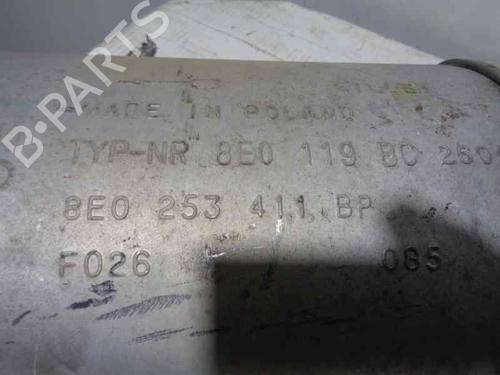 B-PARTS
MADE IN POLAND
TYP-NR 8E0 119 BC
8E0 253 411 BP
F026 085